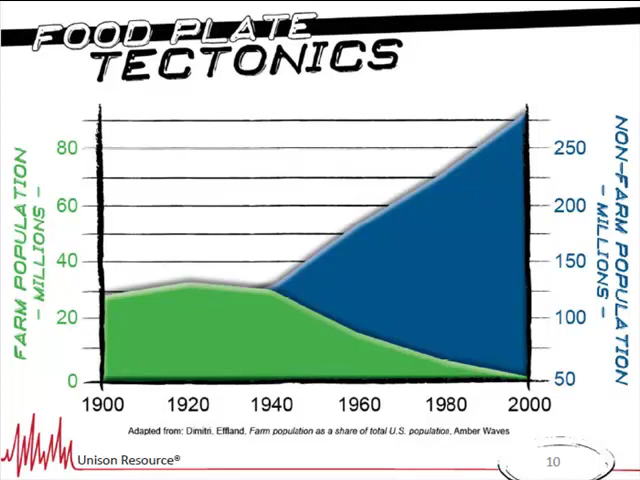 FOOD PLATE
TECTONICS
FARM POPULATION
- MILLIONS -
80
60
40
20
0
NON-FARM POPULATION
- MILLIONS -
250
200
150
100
50
1900 1920 1940 1960 1980 2000
Adapted from: Dimitri, Effland, Farm population as a share of total U.S. population, Amber Waves
Unison Resource®
10